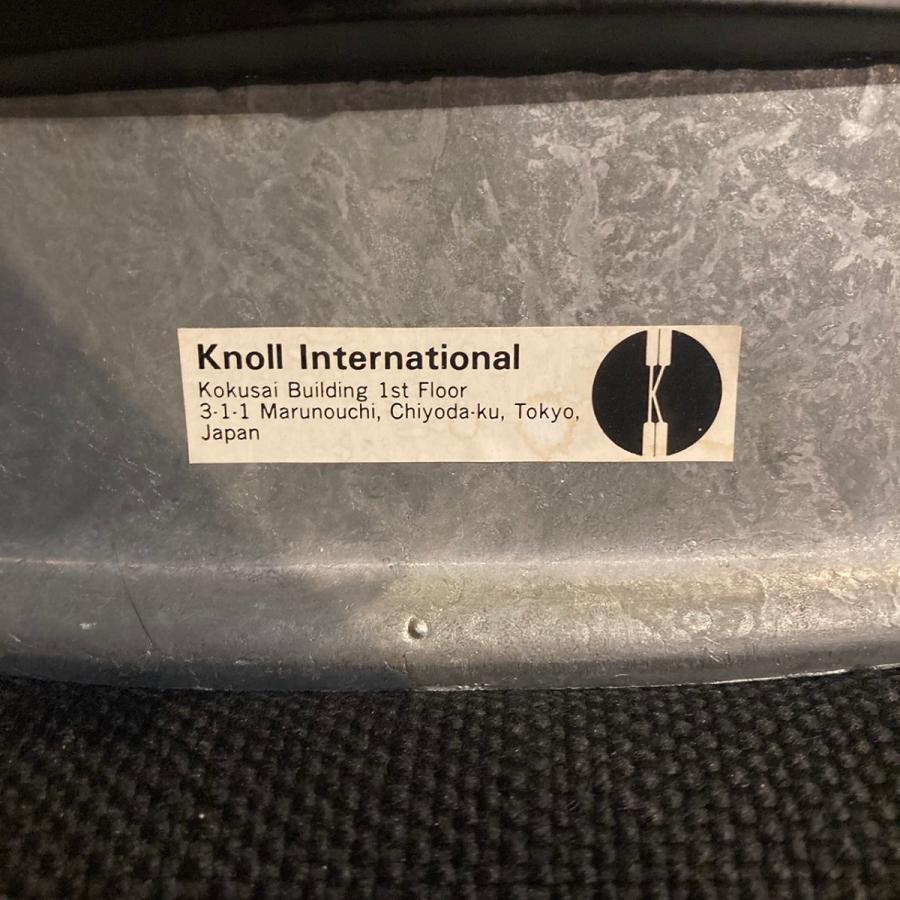 Knoll International
Kokusai Building 1st Floor
3-1-1 Marunouchi, Chiyoda-ku, Tokyo,
Japan
K